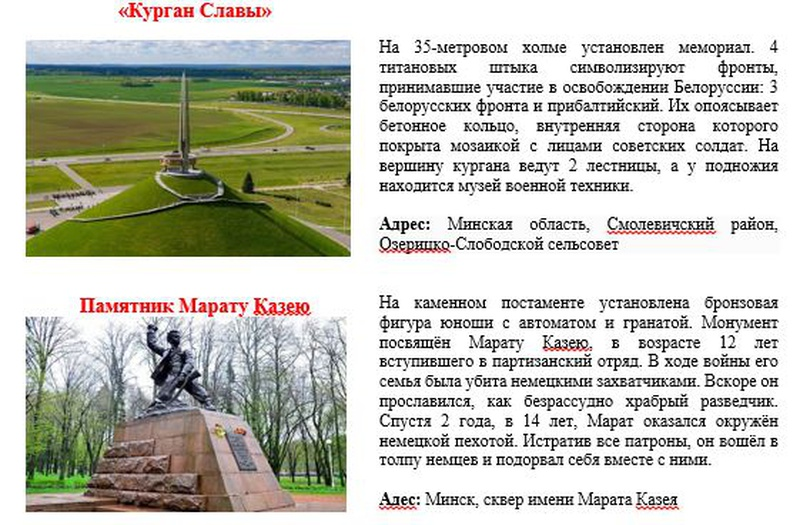 «Курган Славы»
На 35-метровом холме установлен мемориал. 4
титановых штыка символизируют фронты,
принимавшие участие в освобождении Белоруссии: 3
белорусских фронта и прибалтийский. Их опоясывает
бетонное кольцо, внутренняя сторона которого
покрыта мозаикой с лицами советских солдат. На
вершину кургана ведут 2 лестницы, а у подножия
находится музей военной техники.
Адрес: Минская область, Смолевичский район,
Озерицко-Слободской сельсовет
Памятник Марату Казею
На каменном постаменте установлена бронзовая
фигура юноши с автоматом и гранатой. Монумент
посвящён Марату Казею, в возрасте 12 лет
вступившего в партизанский отряд. В ходе войны его
семья была убита немецкими захватчиками. Вскоре он
прославился, как безрассудно храбрый разведчик.
Спустя 2 года, в 14 лет, Марат оказался окружён
немецкой пехотой. Истратив все патроны, он вошёл в
толпу немцев и подорвал себя вместе с ними.
Адес: Минск, сквер имени Марата Казея